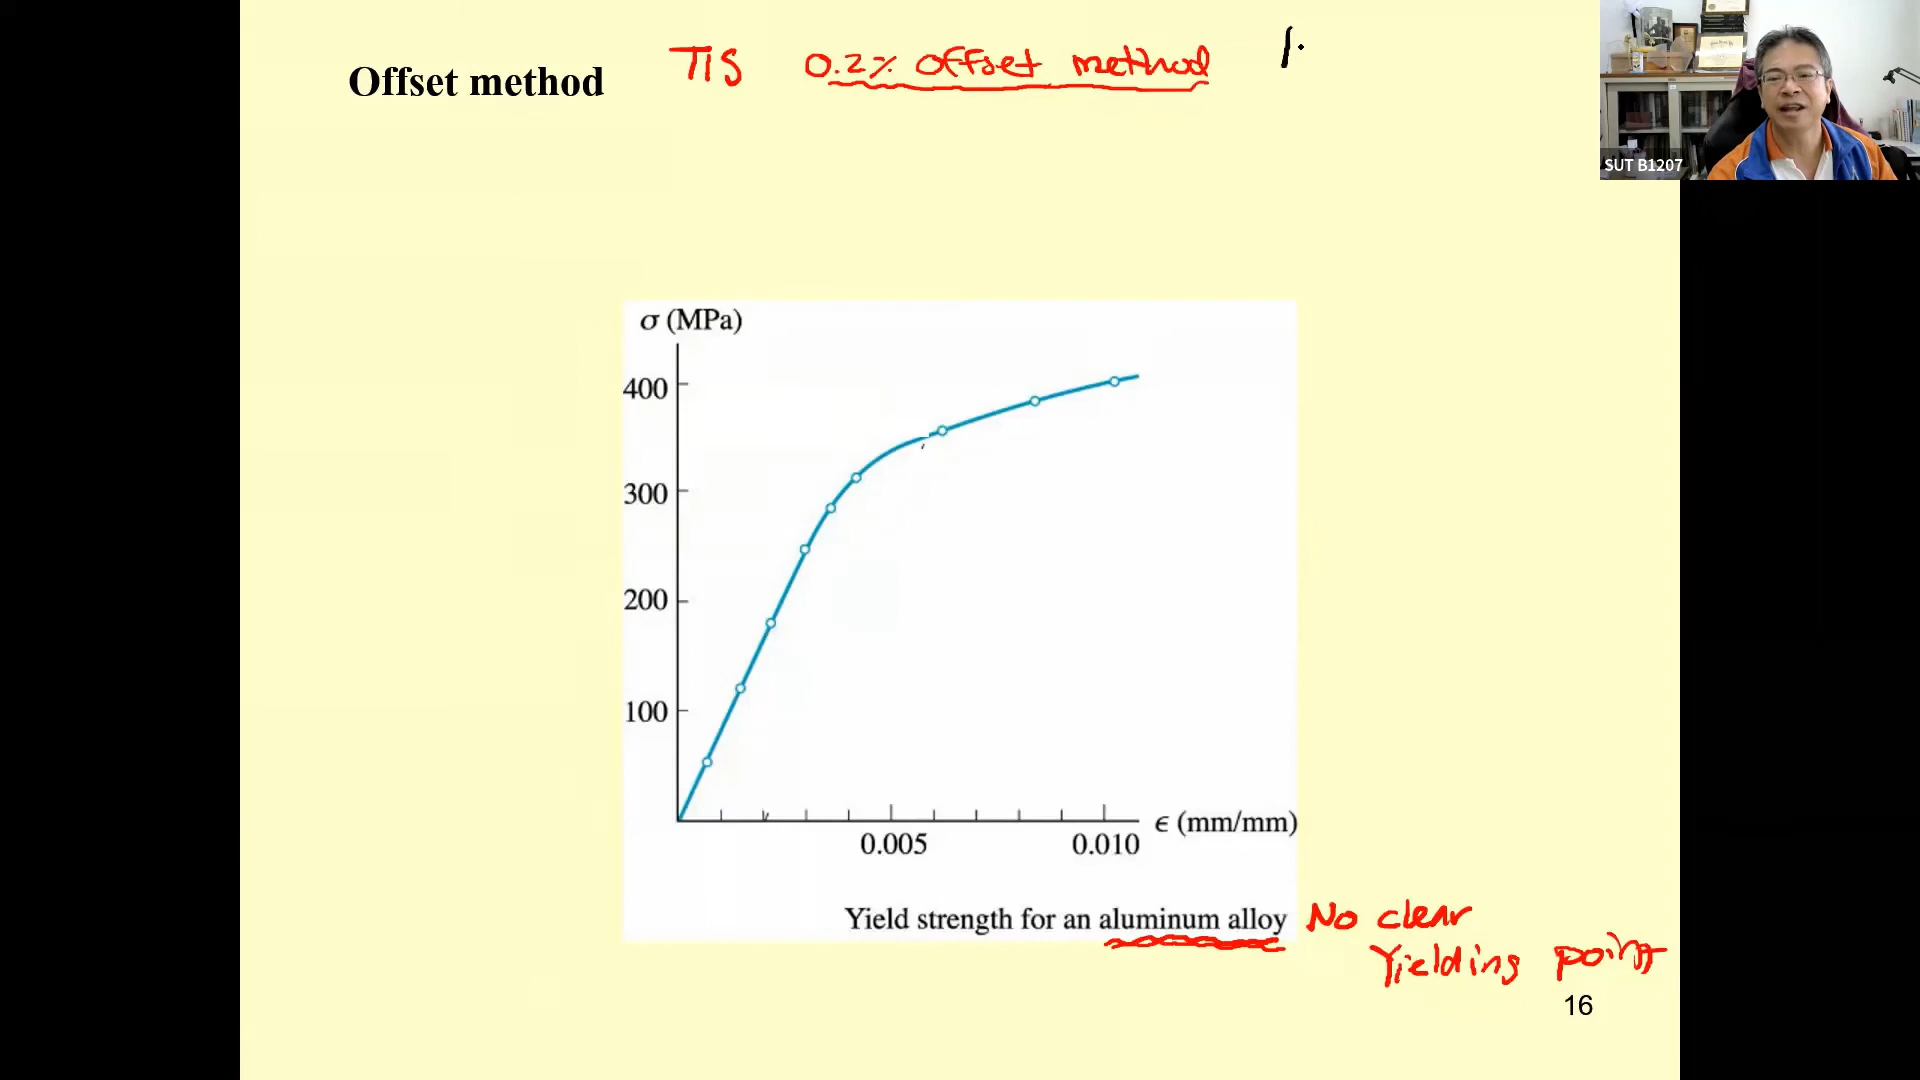 Offset method
TIS 0.2% Offset method
SUT B1207
σ (MPa)
400
300
200
100
0.005
0.010
ϵ (mm/mm)
Yield strength for an aluminum alloy
No clear
Yielding point
16